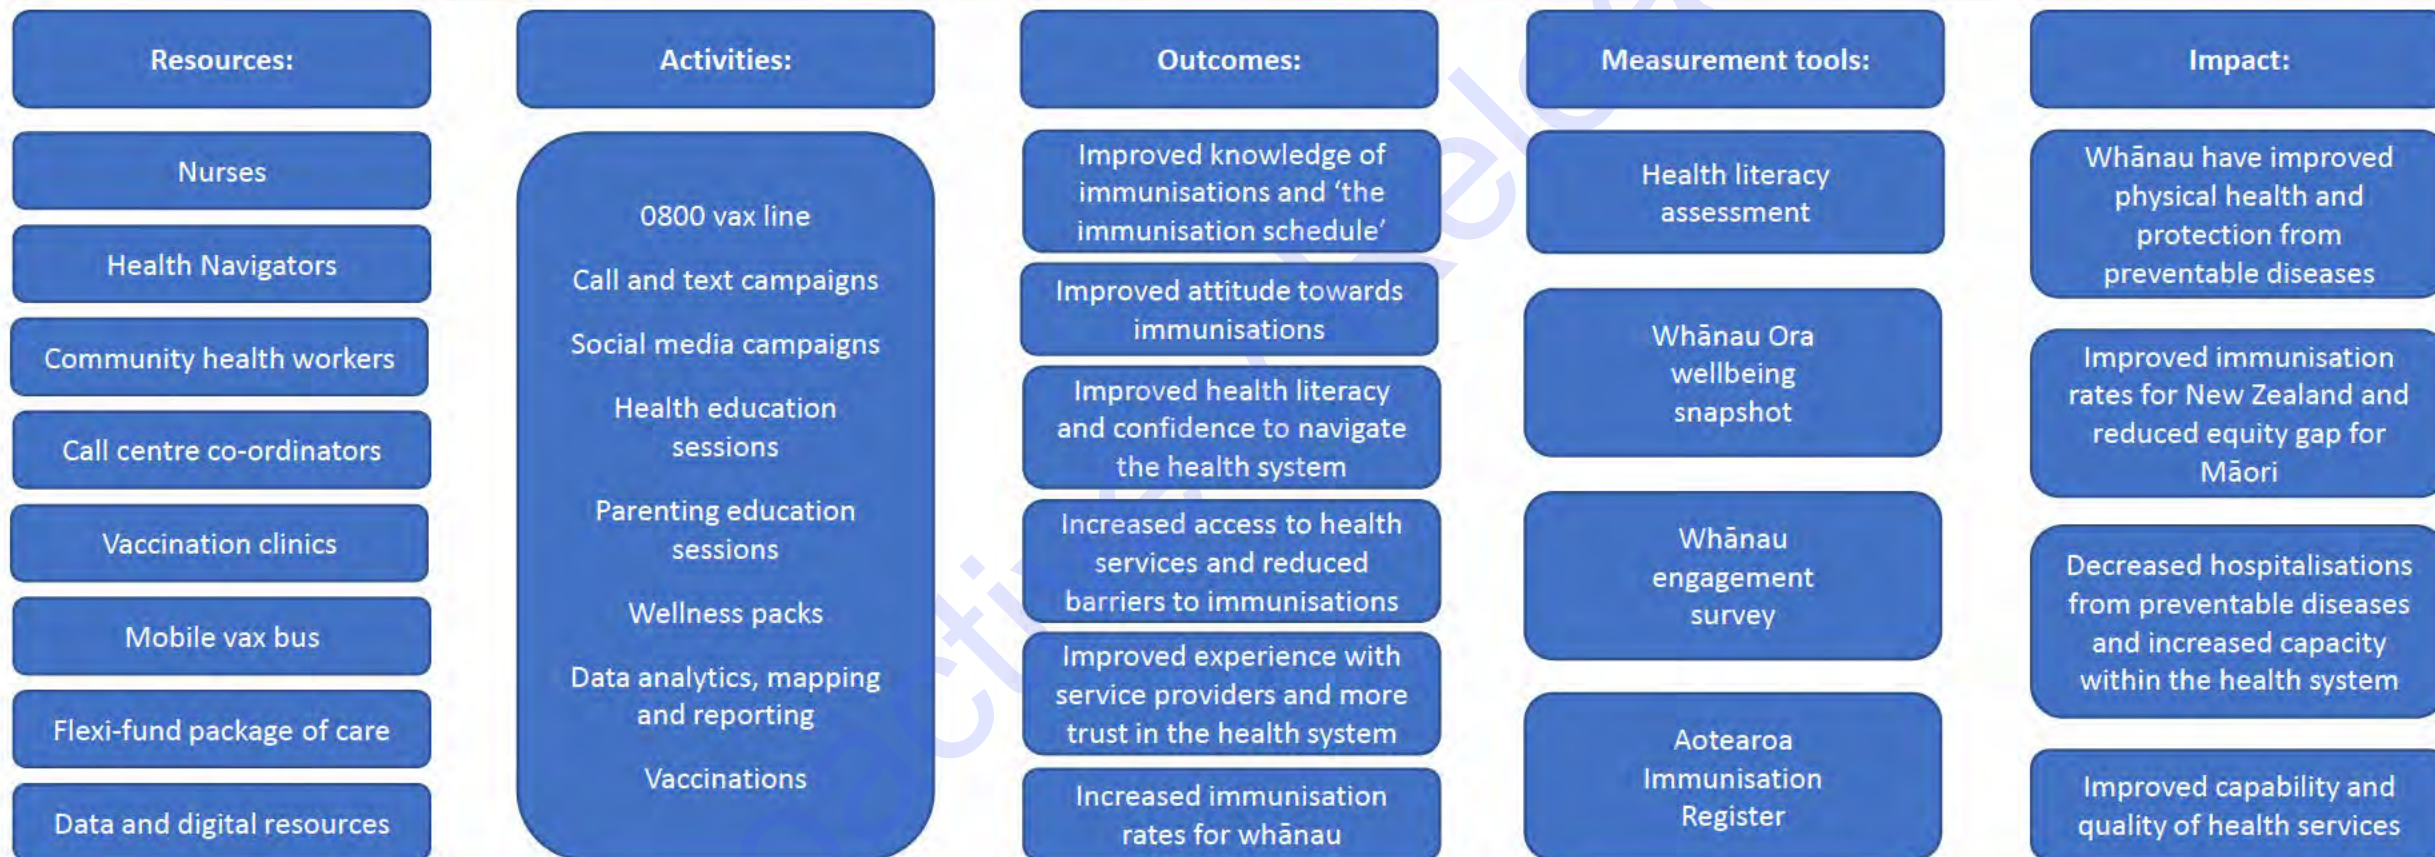 Resources:
Nurses
Health Navigators
Community health workers
Call centre co-ordinators
Vaccination clinics
Mobile vax bus
Flexi-fund package of care
Data and digital resources
Activities:
0800 vax line
Call and text campaigns
Social media campaigns
Health education
sessions
Parenting education
sessions
Wellness packs
Data analytics, mapping
and reporting
Vaccinations
Outcomes:
Improved knowledge of
immunisations and ‘the
immunisation schedule’
Improved attitude towards
immunisations
Improved health literacy
and confidence to navigate
the health system
Increased access to health
services and reduced
barriers to immunisations
Improved experience with
service providers and more
trust in the health system
Increased immunisation
rates for whānau
Measurement tools:
Health literacy
assessment
Whānau Ora
wellbeing
snapshot
Whānau
engagement
survey
Aotearoa
Immunisation
Register
Impact:
Whānau have improved
physical health and
protection from
preventable diseases
Improved immunisation
rates for New Zealand and
reduced equity gap for
Māori
Decreased hospitalisations
from preventable diseases
and increased capacity
within the health system
Improved capability and
quality of health services